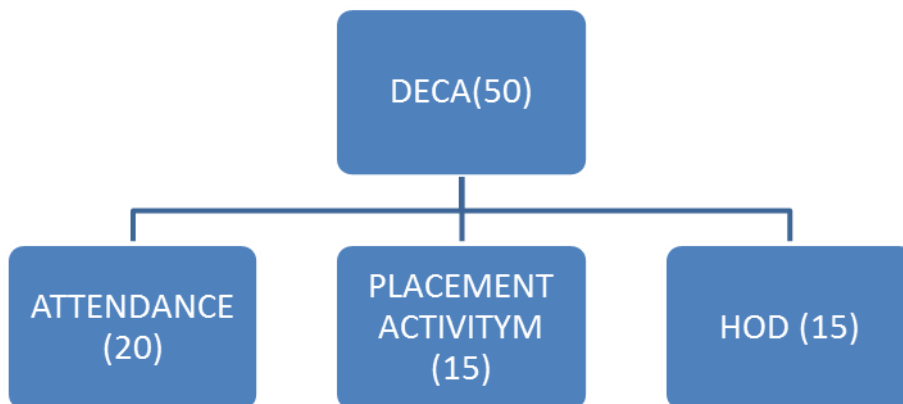 DECA(50)
ATTENDANCE
(20)
PLACEMENT
ACTIVITYM
(15)
HOD (15)